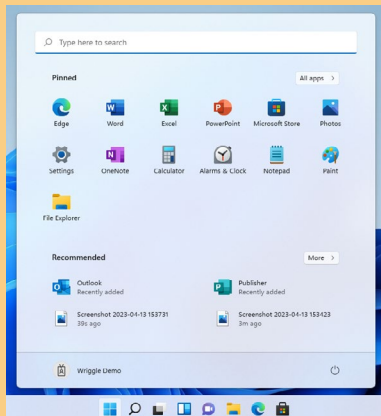 Type here to search
Pinned
All apps >
Edge
Word
Excel
PowerPoint
Microsoft Store
Photos
Settings
OneNote
Calculator
Alarms & Clock
Notepad
Paint
File Explorer
Recommended
More >
Outlook
Recently added
Publisher
Recently added
Screenshot 2023-04-13 153731
39s ago
Screenshot 2023-04-13 153423
3m ago
Wriggle Demo